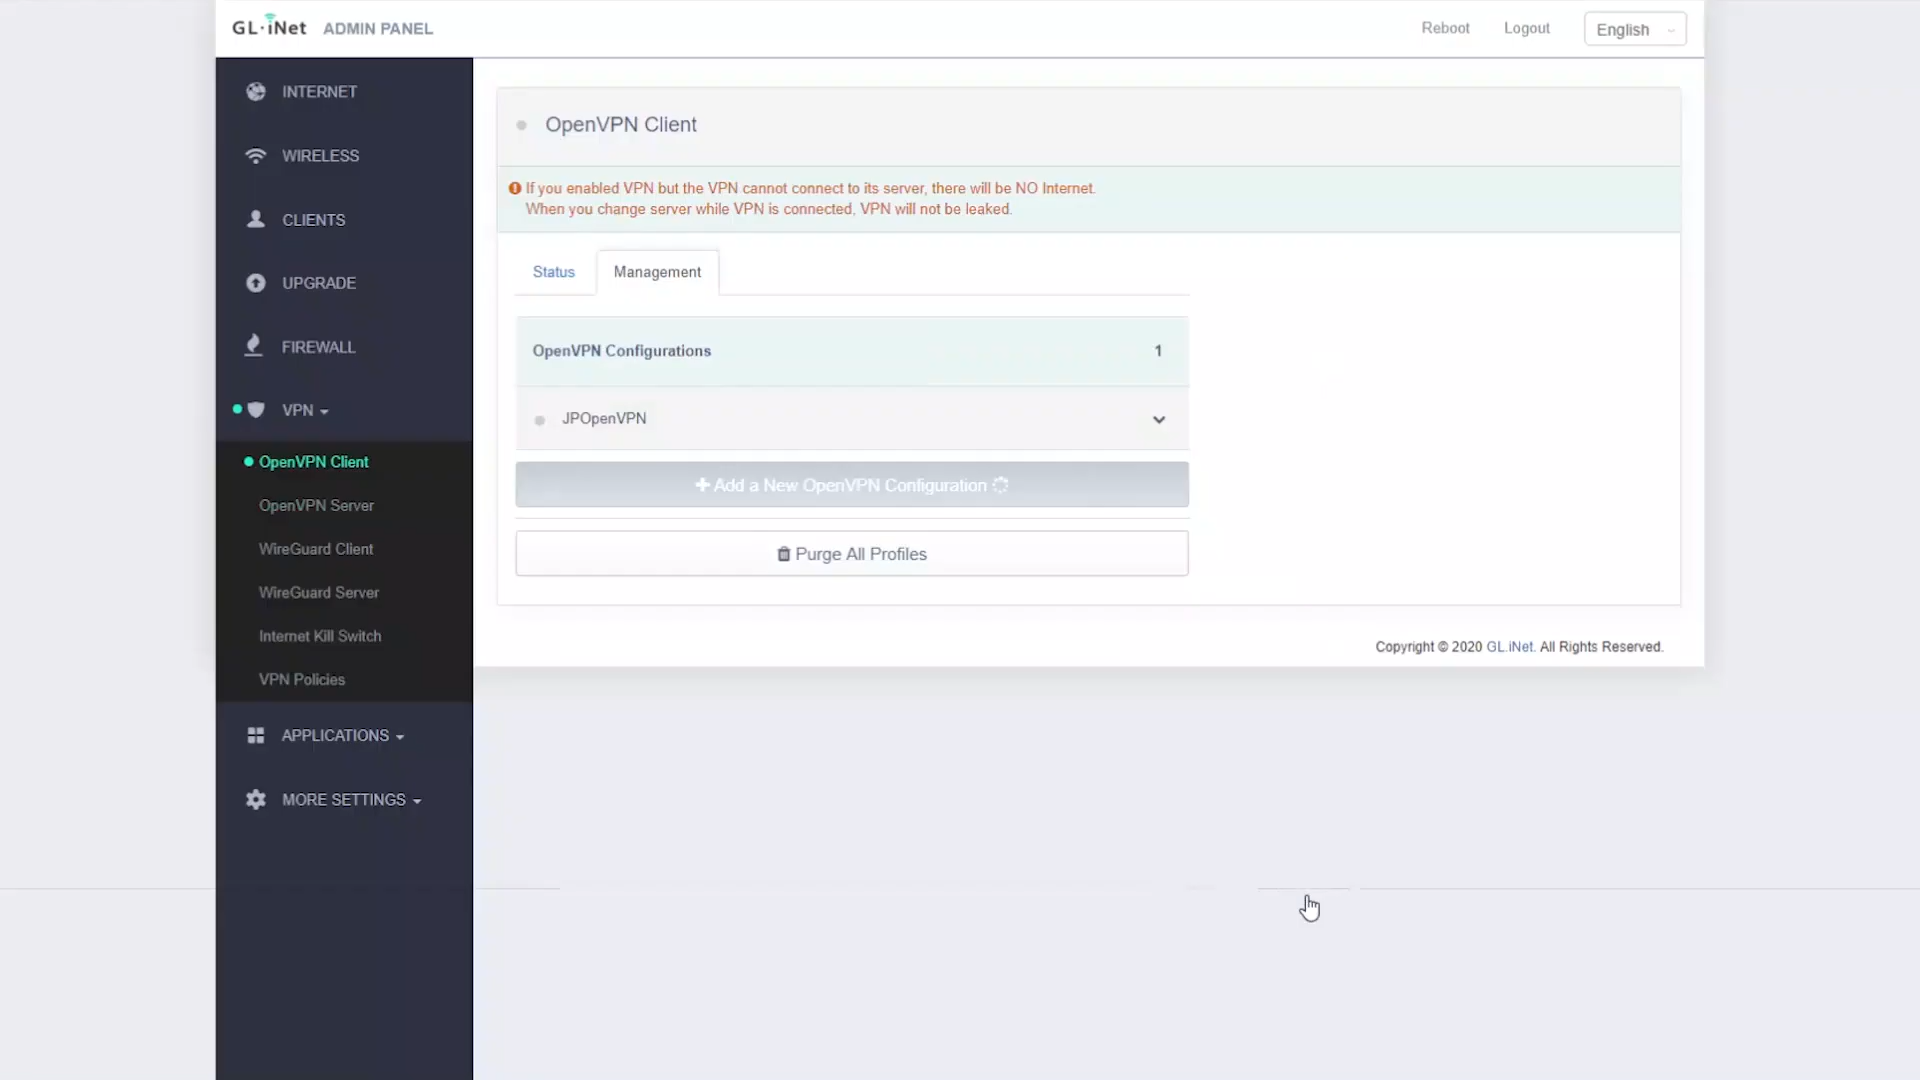 GL·iNet ADMIN PANEL
Reboot
Logout
English
INTERNET
WIRELESS
CLIENTS
UPGRADE
FIREWALL
VPN
OpenVPN Client
OpenVPN Server
WireGuard Client
WireGuard Server
Internet Kill Switch
VPN Policies
APPLICATIONS
MORE SETTINGS
OpenVPN Client
If you enabled VPN but the VPN cannot connect to its server, there will be NO Internet.
When you change server while VPN is connected, VPN will not be leaked.
Status
Management
OpenVPN Configurations 1
JPOpenVPN
+ Add a New OpenVPN Configuration
Purge All Profiles
Copyright © 2020 GL.iNet. All Rights Reserved.